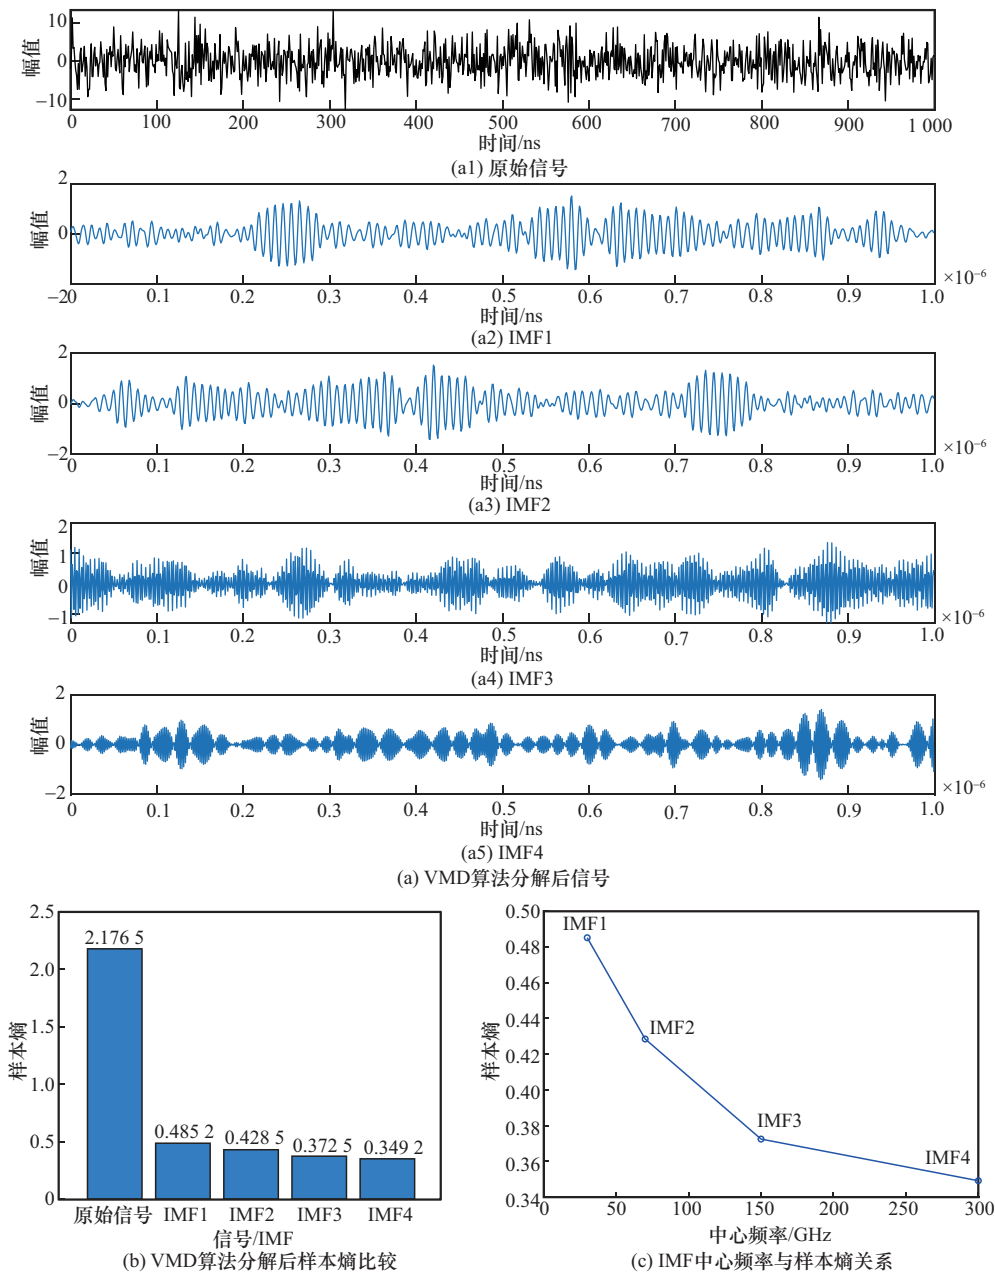 10
0
−10
幅值
0 100 200 300 400 500 600 700 800 900 1 000
时间/ns
(a1) 原始信号
2
0
−2
幅值
0 0.1 0.2 0.3 0.4 0.5 0.6 0.7 0.8 0.9 1.0
×10−6
时间/ns
(a2) IMF1
2
0
−2
幅值
0 0.1 0.2 0.3 0.4 0.5 0.6 0.7 0.8 0.9 1.0
×10−6
时间/ns
(a3) IMF2
2
1
0
−1
幅值
0 0.1 0.2 0.3 0.4 0.5 0.6 0.7 0.8 0.9 1.0
×10−6
时间/ns
(a4) IMF3
2
0
−2
幅值
0 0.1 0.2 0.3 0.4 0.5 0.6 0.7 0.8 0.9 1.0
×10−6
时间/ns
(a5) IMF4
(a) VMD算法分解后信号
2.5
2.0
1.5
1.0
0.5
0
样本熵
2.176 5
0.485 2
0.428 5
0.372 5
0.349 2
原始信号 IMF1 IMF2 IMF3 IMF4
信号/IMF
(b) VMD算法分解后样本熵比较
0.50
0.48
0.46
0.44
0.42
0.40
0.38
0.36
0.34
样本熵
IMF1
IMF2
IMF3
IMF4
0 50 100 150 200 250 300
中心频率/GHz
(c) IMF中心频率与样本熵关系